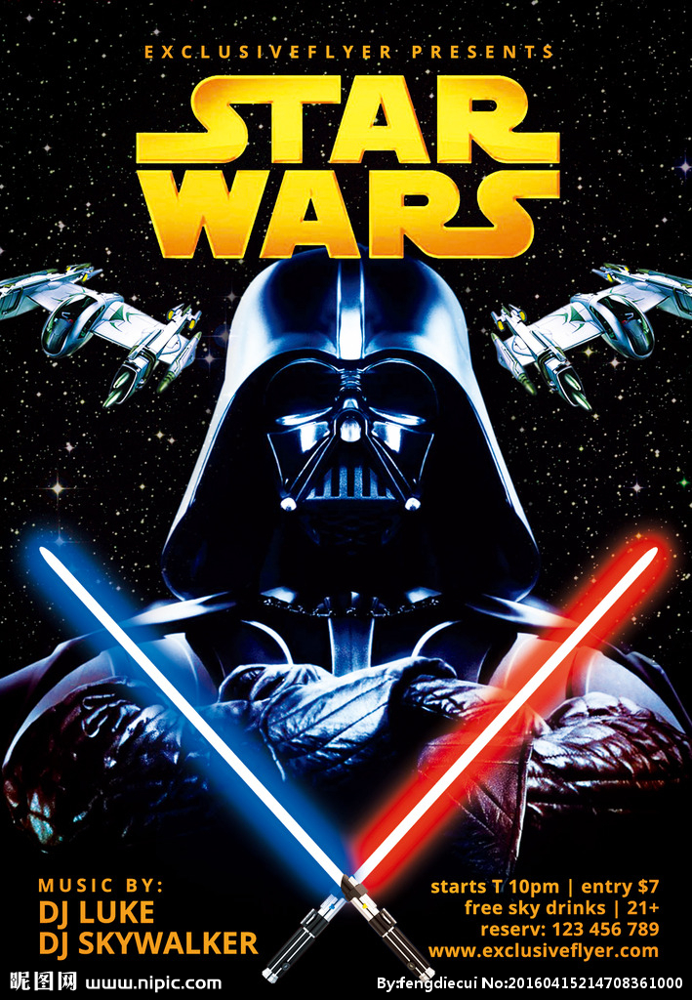 EXCLUSIVEFLYER PRESENTS
STAR
WARS
MUSIC BY:
DJ LUKE
DJ SKYWALKER
starts T 10pm | entry $7
free sky drinks | 21+
reserv: 123 456 789
www.exclusiveflyer.com
昵图网 www.nipic.com
By:fengdiecui No:20160415214708361000